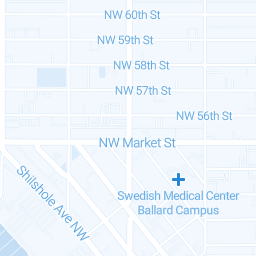 NW 60th St
NW 59th St
NW 58th St
NW 57th St
NW 56th St
NW Market St
Shilshole Ave NW
Swedish Medical Center
Ballard Campus